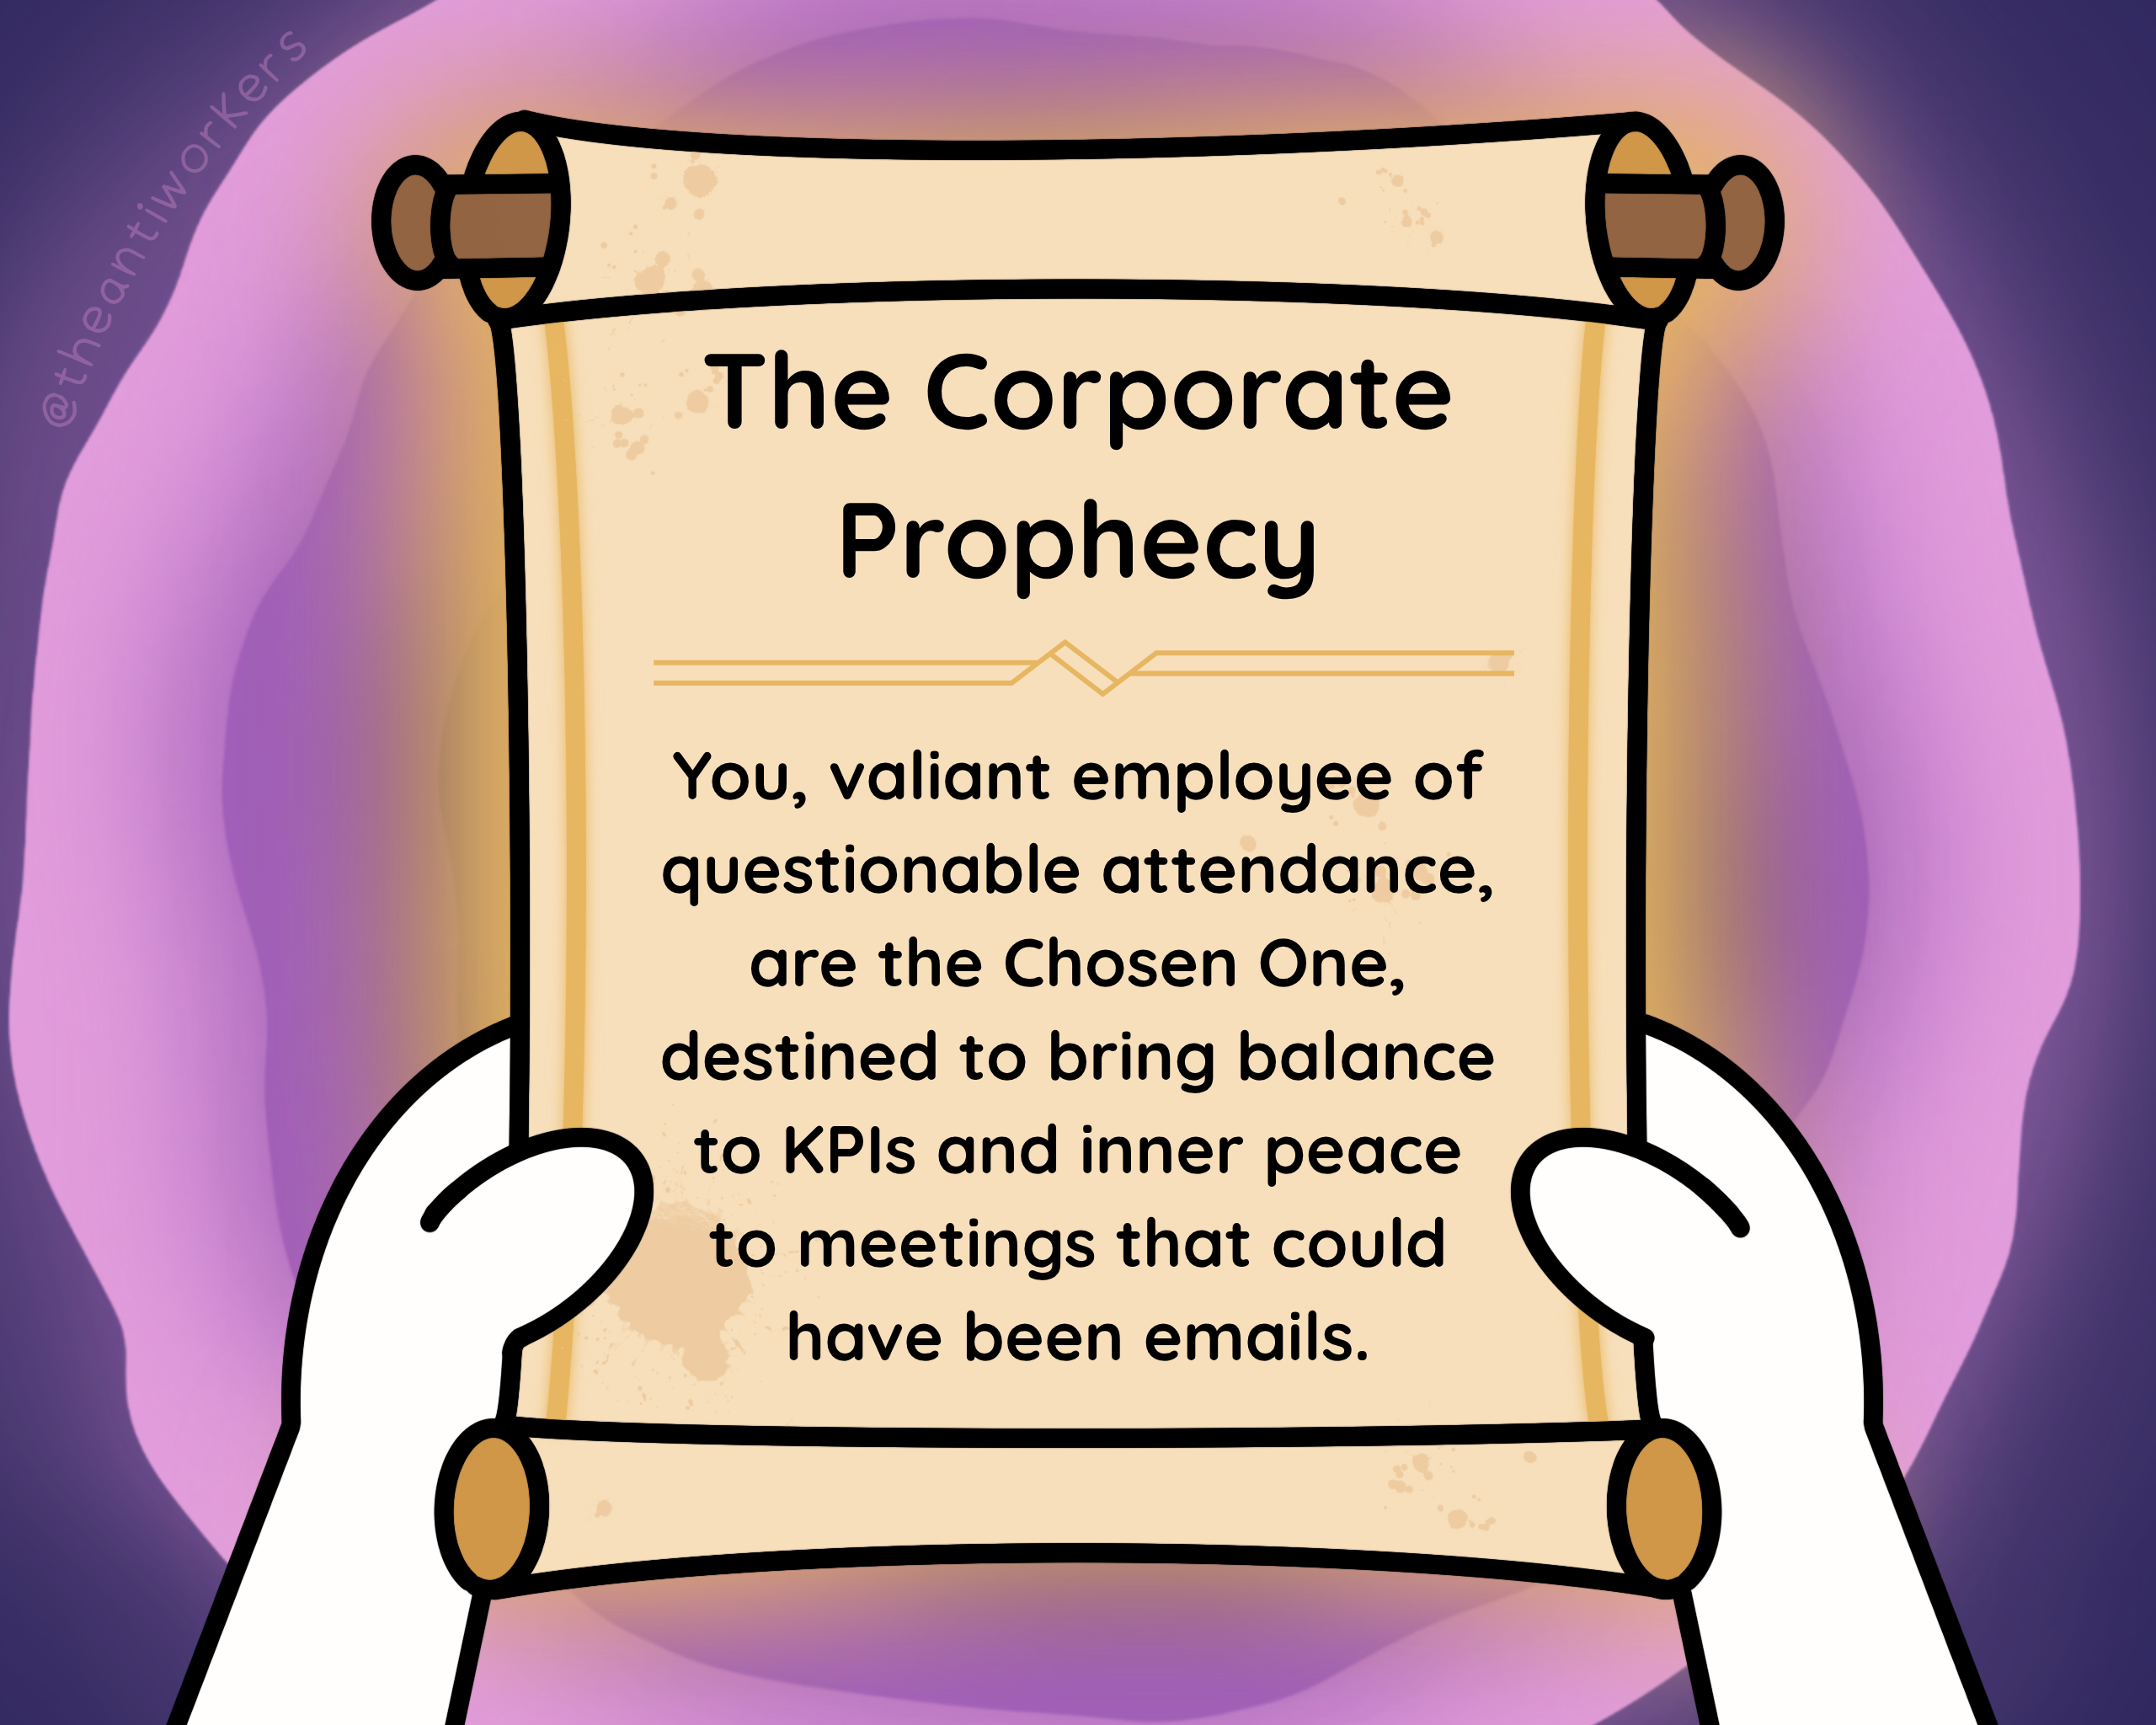 @theantiworkers
The Corporate
Prophecy
You, valiant employee of
questionable attendance,
are the Chosen One,
destined to bring balance
to KPIs and inner peace
to meetings that could
have been emails.